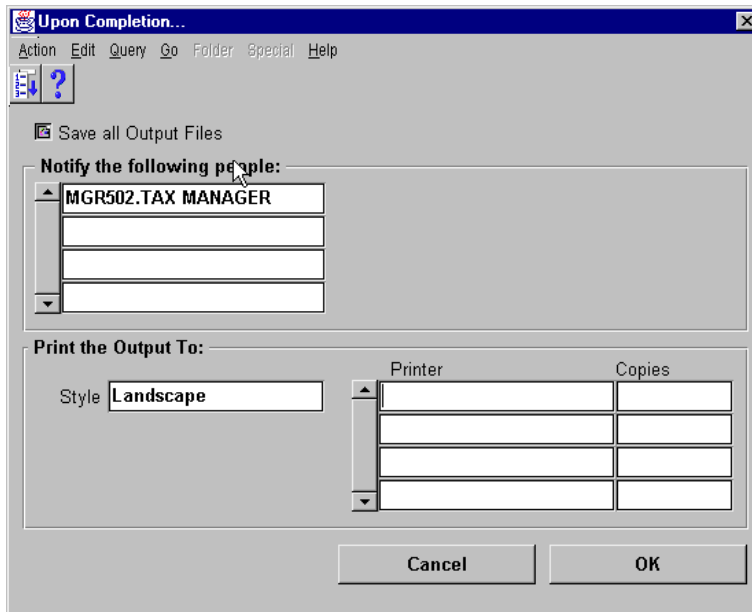 Upon Completion...
Action Edit Query Go Folder Special Help
Save all Output Files
Notify the following people:
MGR502.TAX MANAGER
Print the Output To:
Printer Copies
Style Landscape
Cancel OK